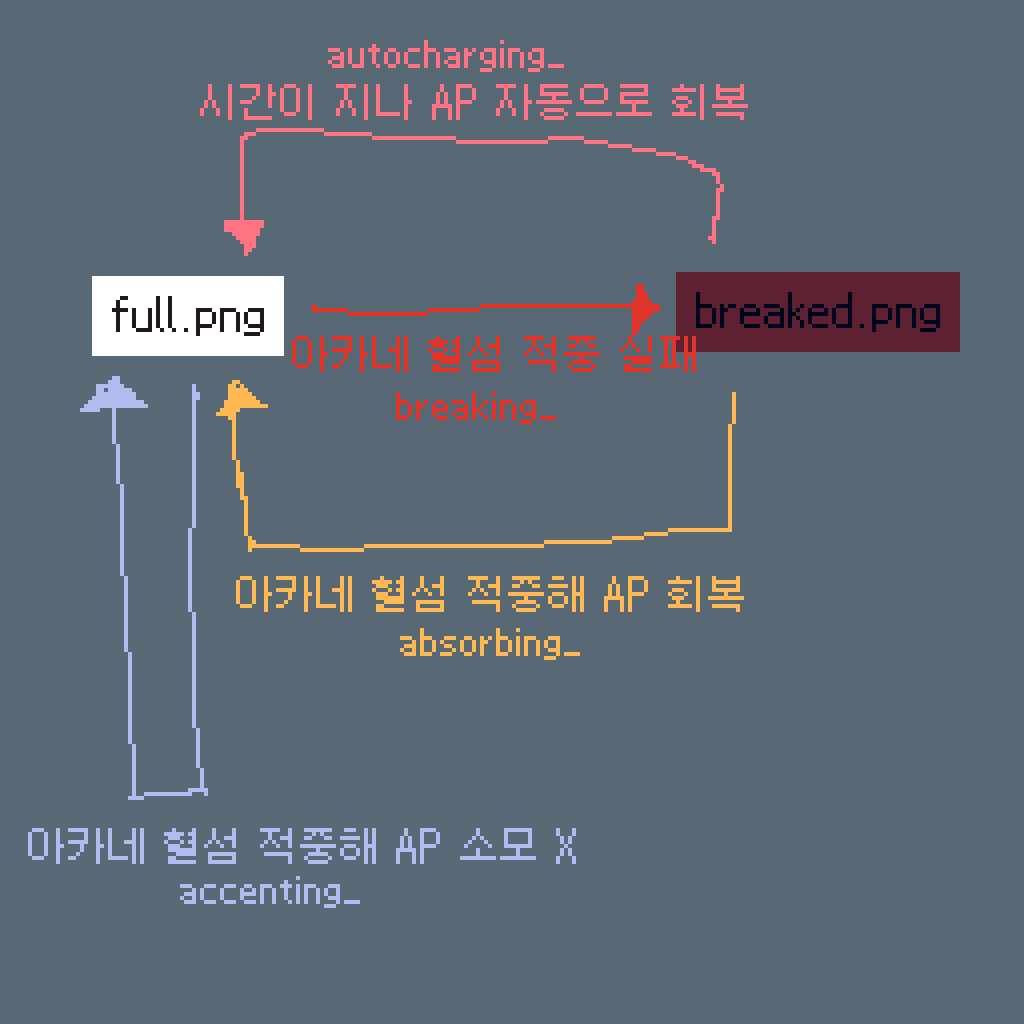 autocharging_
시간이 지나 AP 자동으로 회복
full.png
breaked.png
아카네 혈섬 적중 실패
breaking_
아카네 혈섬 적중해 AP 회복
absorbing_
아카네 혈섬 적중해 AP 소모 X
accenting_